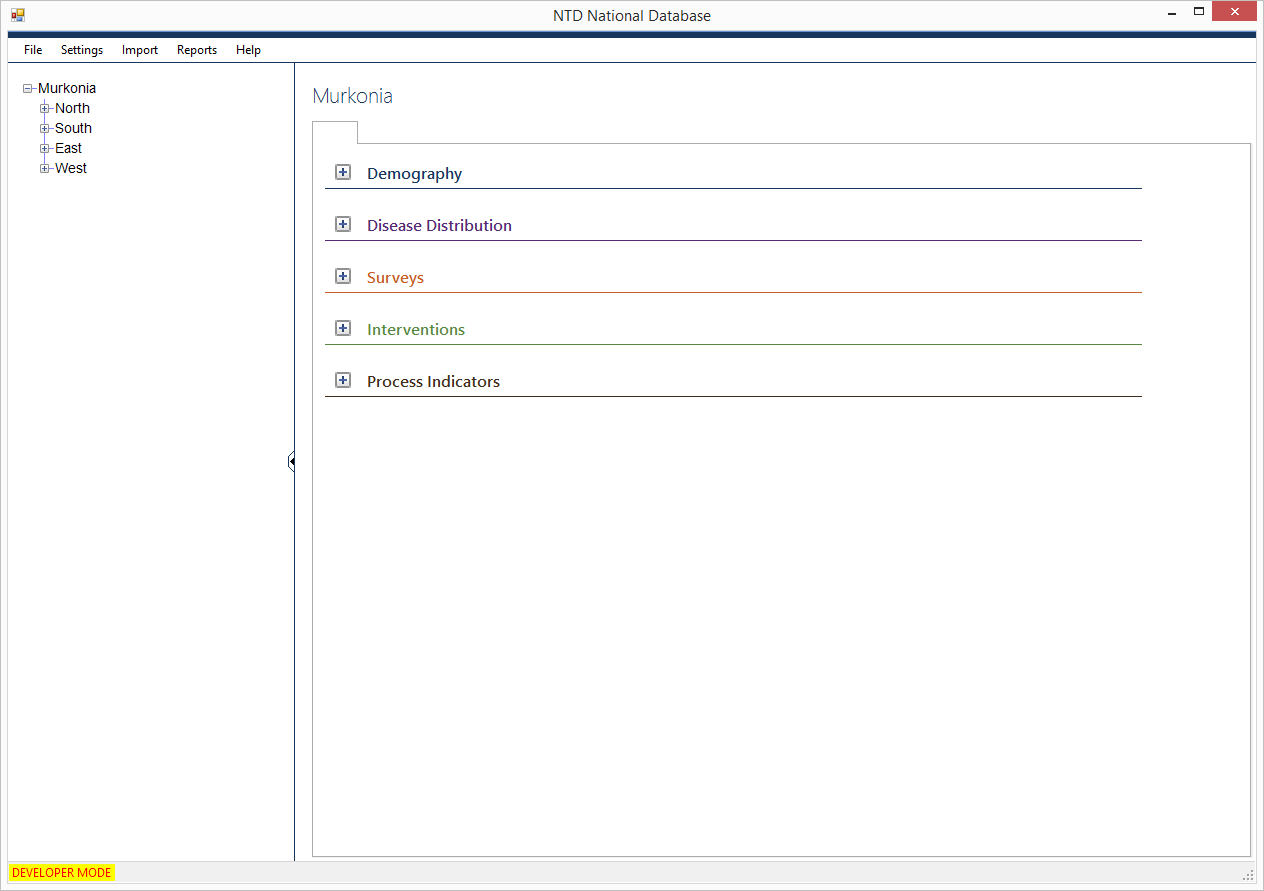 NTD National Database
File Settings Import Reports Help
Murkonia
North
South
East
West
Murkonia
Demography
Disease Distribution
Surveys
Interventions
Process Indicators
DEVELOPER MODE